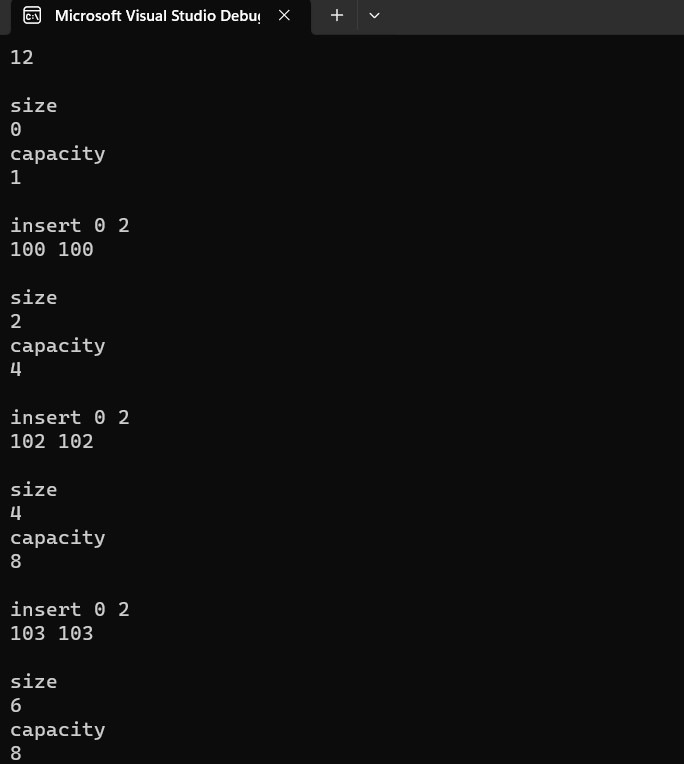 Microsoft Visual Studio Debug
12
size
0
capacity
1
insert 0 2
100 100
size
2
capacity
4
insert 0 2
102 102
size
4
capacity
8
insert 0 2
103 103
size
6
capacity
8